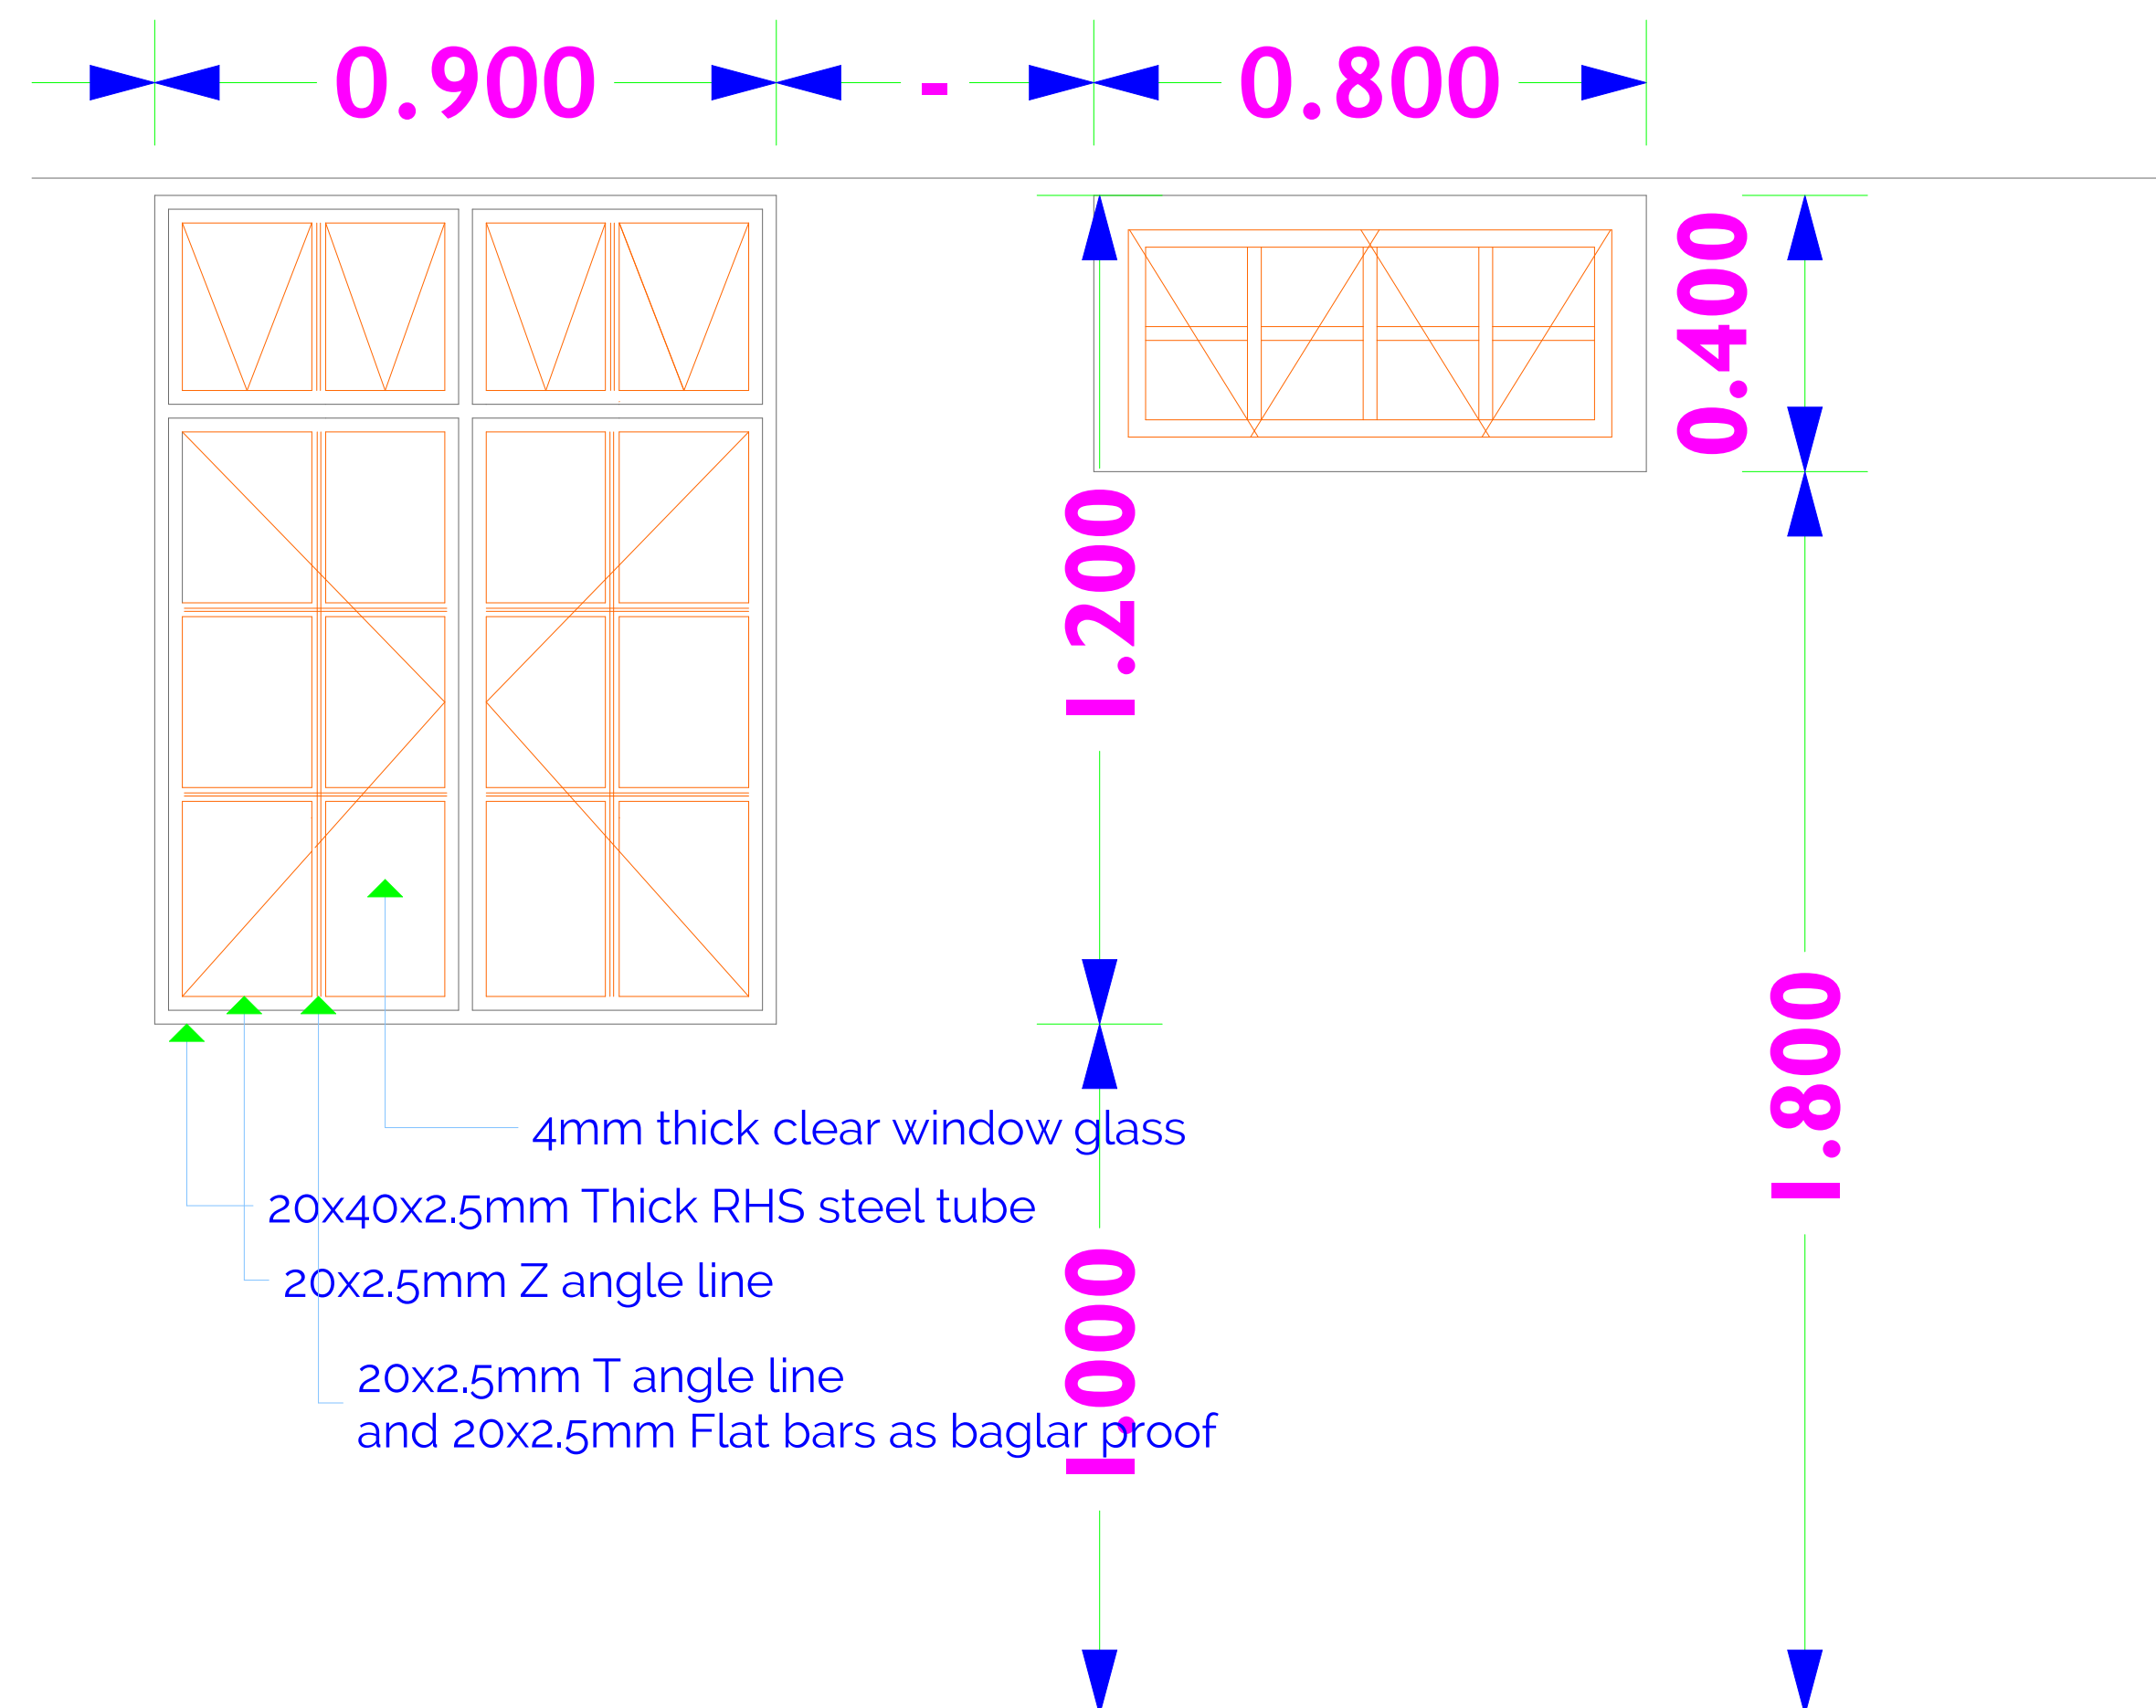 0.900
-
0.800
0.400
1.200
1.800
4mm thick clear window glass
20x40x2.5mm Thick RHS steel tube
20x2.5mm Z angle line
20x2.5mm T angle line
and 20x2.5mm Flat bars as baglar proof
1.000